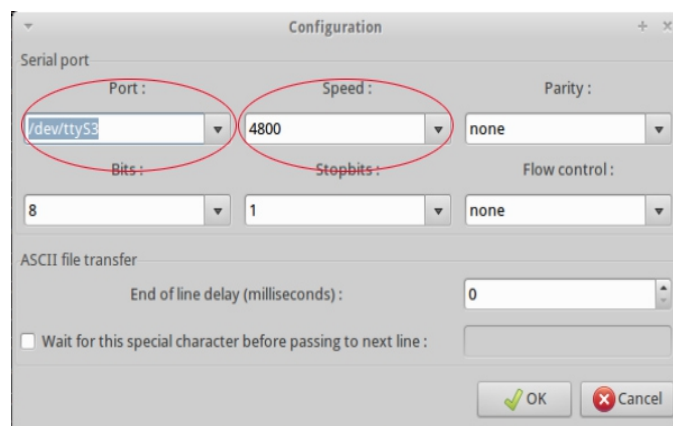 Configuration
Serial port
Port : Speed : Parity :
/dev/ttyS3 4800 none
Bits : Stopbits : Flow control :
8 1 none
ASCII file transfer
End of line delay (milliseconds) : 0
Wait for this special character before passing to next line :
OK Cancel